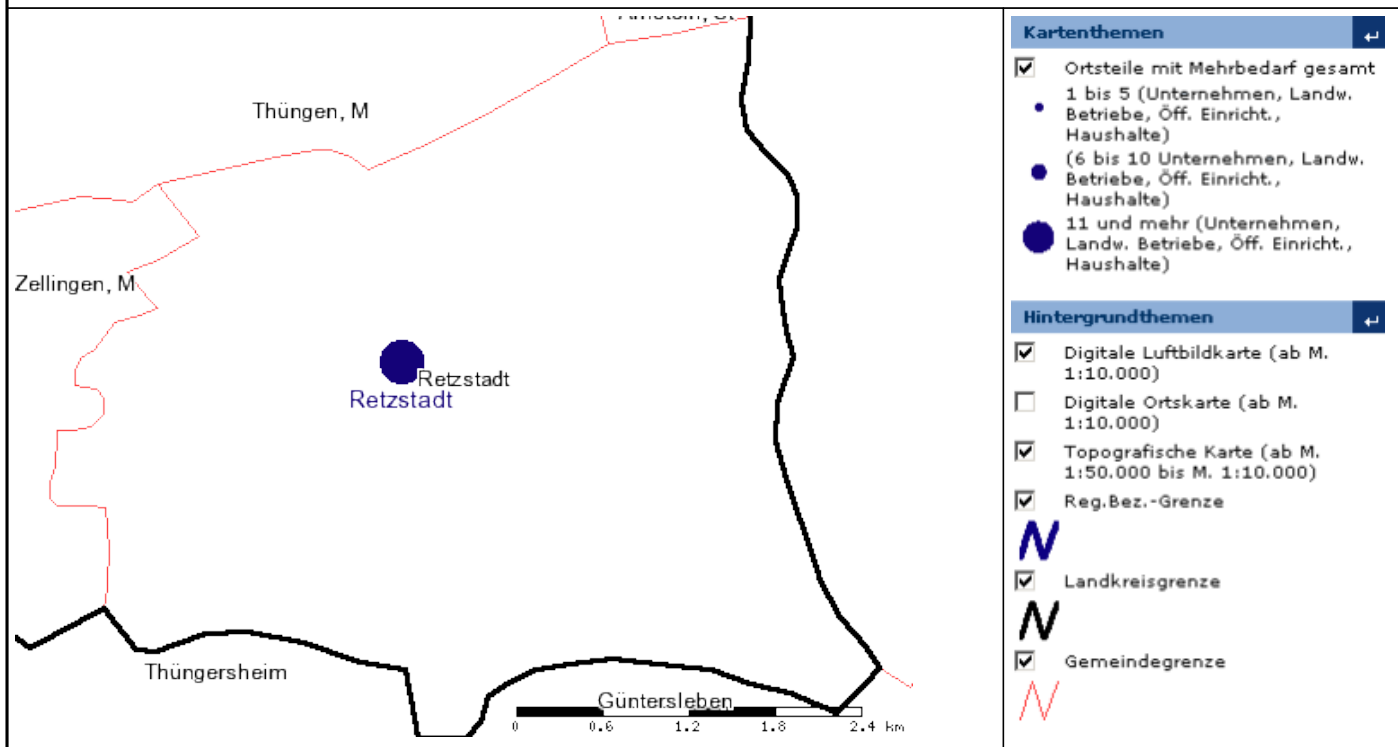 Arnstein, St
Thüngen, M
Zellingen, M
Retzstadt
Retzstadt
Thüngersheim
Güntersleben
0 0.6 1.2 1.8 2.4 km
Kartenthemen
Ortsteile mit Mehrbedarf gesamt
1 bis 5 (Unternehmen, Landw.
Betriebe, Öff. Einricht.,
Haushalte)
(6 bis 10 Unternehmen, Landw.
Betriebe, Öff. Einricht.,
Haushalte)
11 und mehr (Unternehmen,
Landw. Betriebe, Öff. Einricht.,
Haushalte)
Hintergrundthemen
Digitale Luftbildkarte (ab M.
1:10.000)
Digitale Ortskarte (ab M.
1:10.000)
Topografische Karte (ab M.
1:50.000 bis M. 1:10.000)
Reg.Bez.-Grenze
Landkreisgrenze
Gemeindegrenze